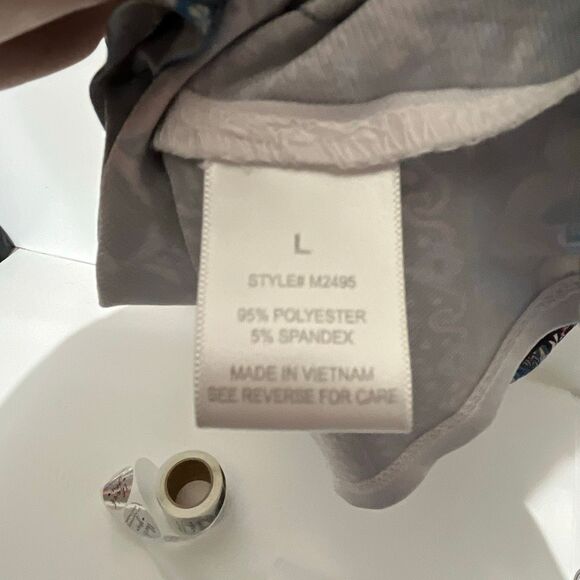 L
STYLE# M2495
95% POLYESTER
5% SPANDEX
MADE IN VIETNAM
SEE REVERSE FOR CARE